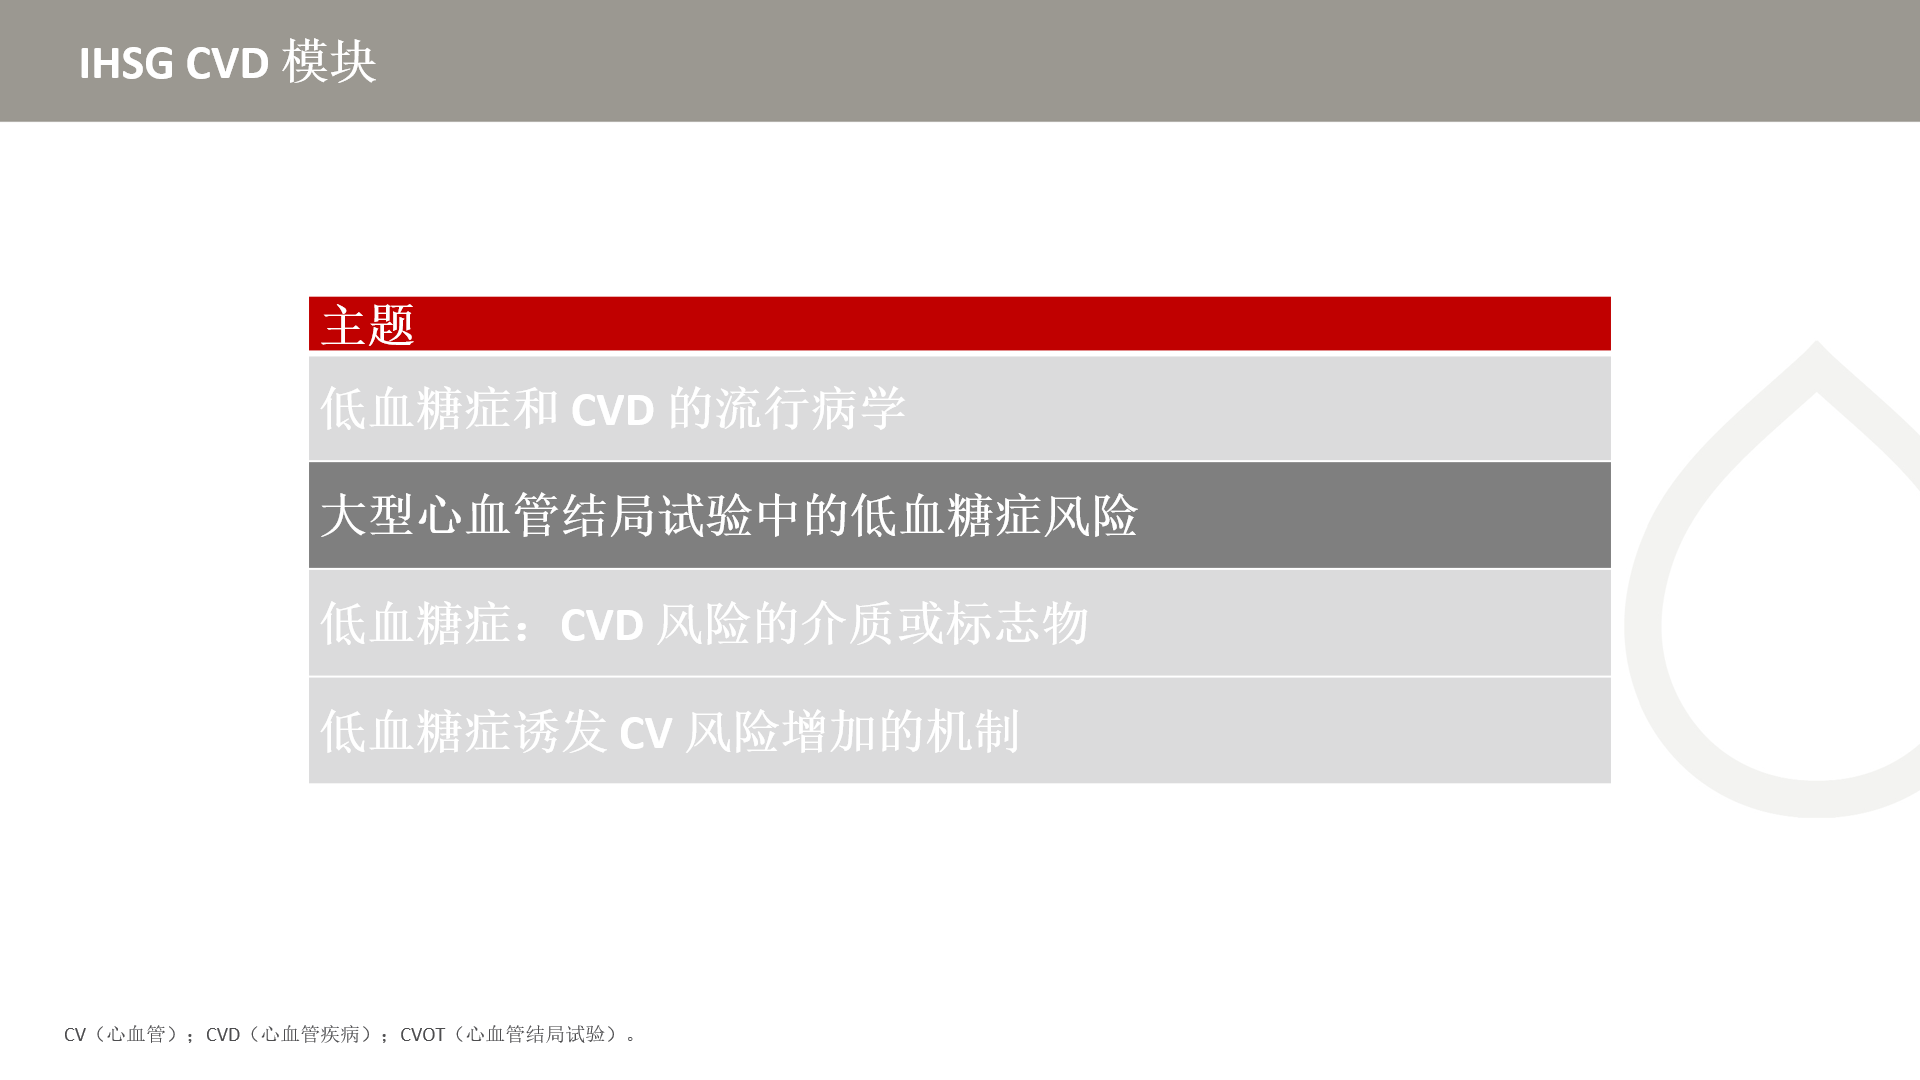 IHSG CVD 模块
主题
低血糖症和 CVD 的流行病学
大型心血管结局试验中的低血糖症风险
低血糖症：CVD 风险的介质或标志物
低血糖症诱发 CV 风险增加的机制
CV（心血管）；CVD（心血管疾病）；CVOT（心血管结局试验）。